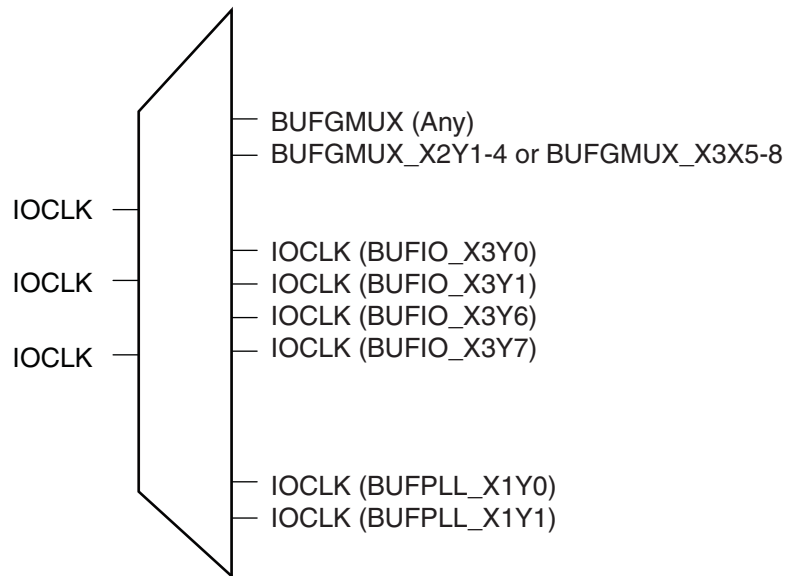 BUFGMUX (Any)
BUFGMUX_X2Y1-4 or BUFGMUX_X3X5-8
IOCLK
IOCLK (BUFIO_X3Y0)
IOCLK
IOCLK (BUFIO_X3Y1)
IOCLK (BUFIO_X3Y6)
IOCLK
IOCLK (BUFIO_X3Y7)
IOCLK (BUFPLL_X1Y0)
IOCLK (BUFPLL_X1Y1)